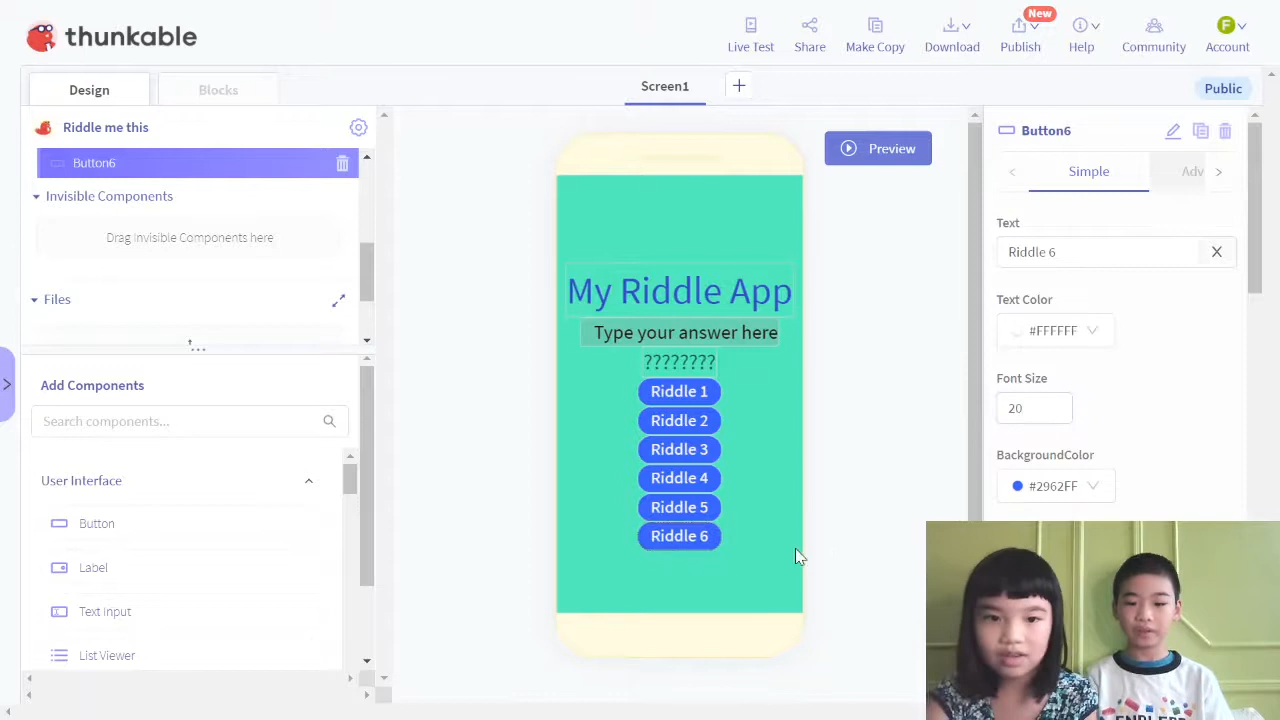 thunkable
New
Live Test
Share
Make Copy
Download
Publish
Help
Community
F
Account
Design
Blocks
Screen1
+
Public
Riddle me this
Button6
Invisible Components
Drag Invisible Components here
Files
Add Components
Search components...
User Interface
Button
Label
Text Input
List Viewer
Preview
My Riddle App
Type your answer here
????????
Riddle 1
Riddle 2
Riddle 3
Riddle 4
Riddle 5
Riddle 6
Button6
Simple
Adv
Text
Riddle 6
X
Text Color
#FFFFFF
Font Size
20
BackgroundColor
#2962FF